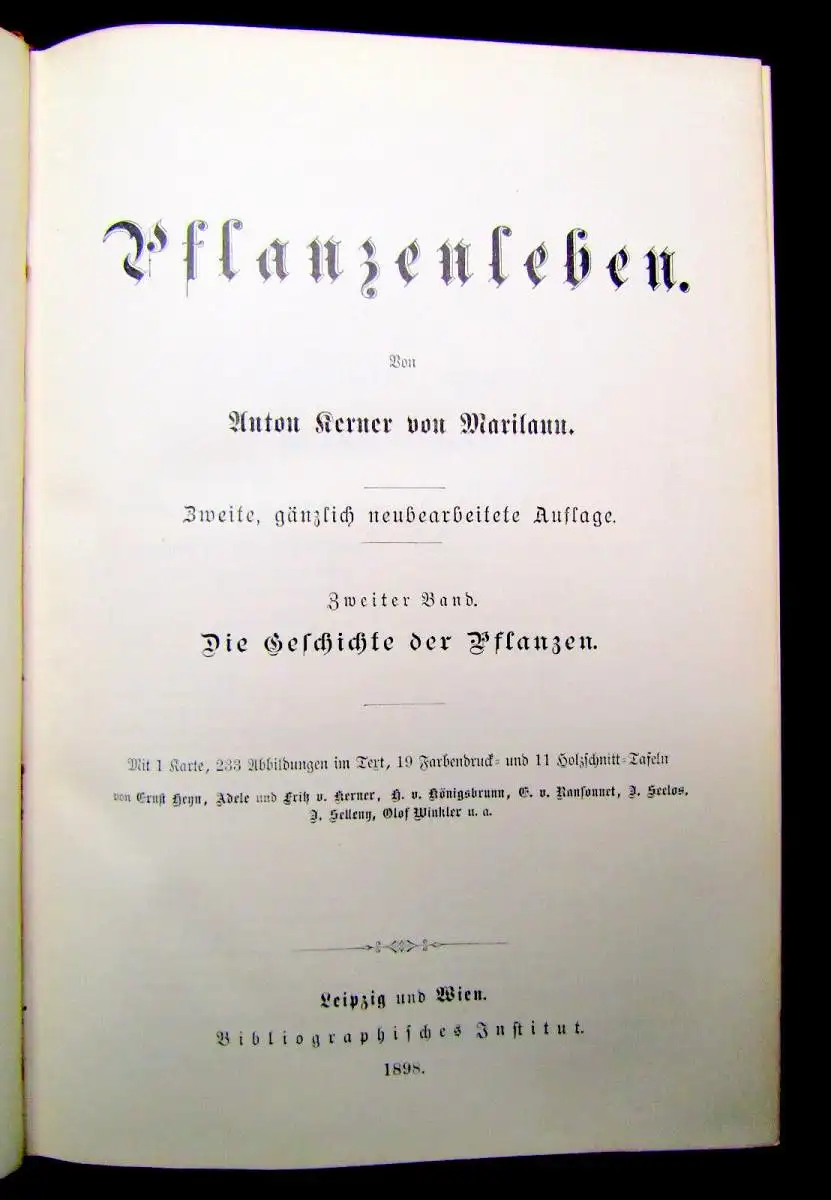 Pflanzenleben.
Von
Anton Kerner von Marilaun.
Zweite, gänzlich neubearbeitete Auflage.
Zweiter Band.
Die Geschichte der Pflanzen.
Mit 1 Karte, 233 Abbildungen im Text, 19 Farbendruck- und 11 Holzschnitt-Tafeln
von Ernst Heyn, Adele und Fritz v. Kerner, H. v. Königsbrunn, E. v. Ransonnet, J. Seelos,
J. Selleny, Olof Winkler u. a.
Leipzig und Wien.
Bibliographisches Institut.
1898.